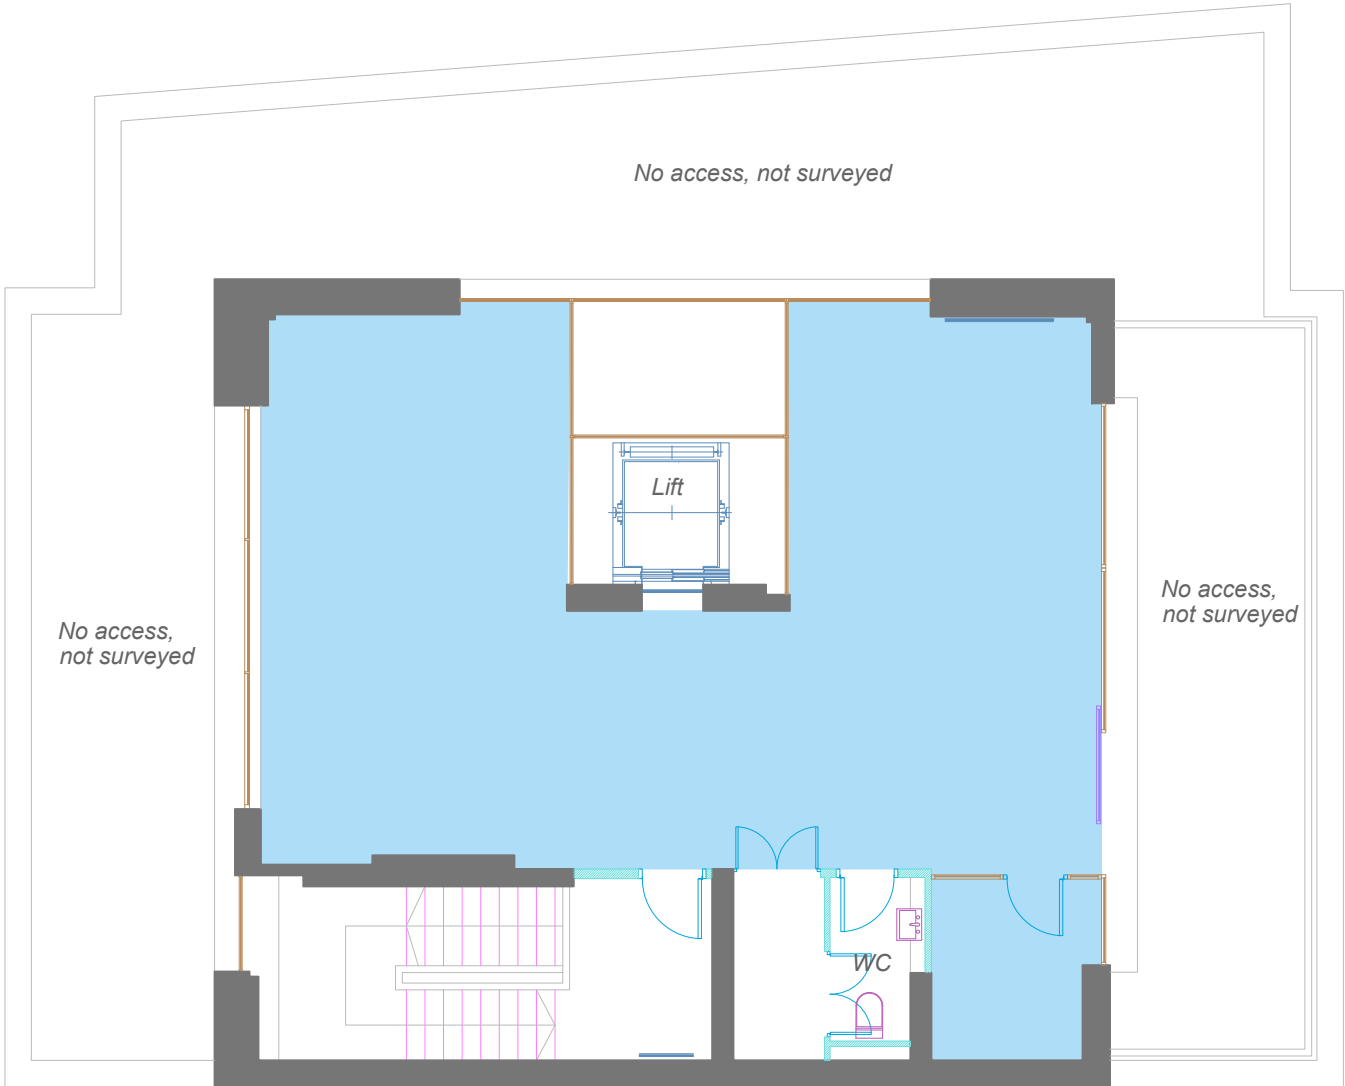 No access, not surveyed
Lift
No access,
not surveyed
No access,
not surveyed
WC